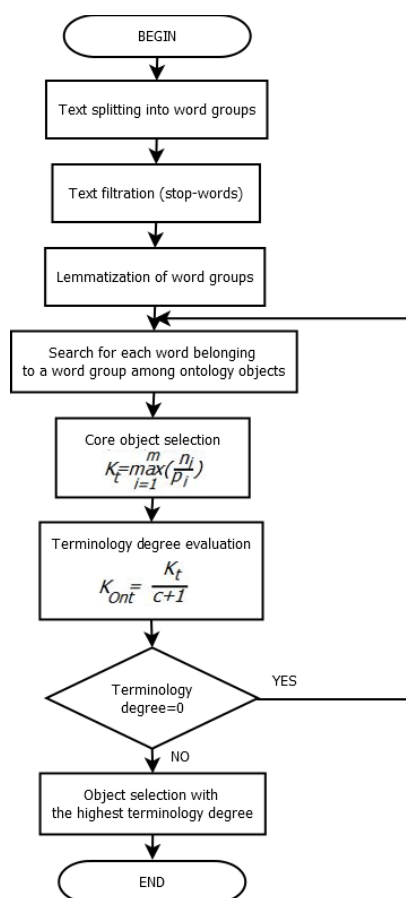 BEGIN
Text splitting into word groups
Text filtration (stop-words)
Lemmatization of word groups
Search for each word belonging
to a word group among ontology objects
Core object selection
K_t=max_{i=1}^{m}(n_i/p_i)
Terminology degree evaluation
K_Ont= K_t/(c+1)
Terminology
degree=0
YES
NO
Object selection with
the highest terminology degree
END